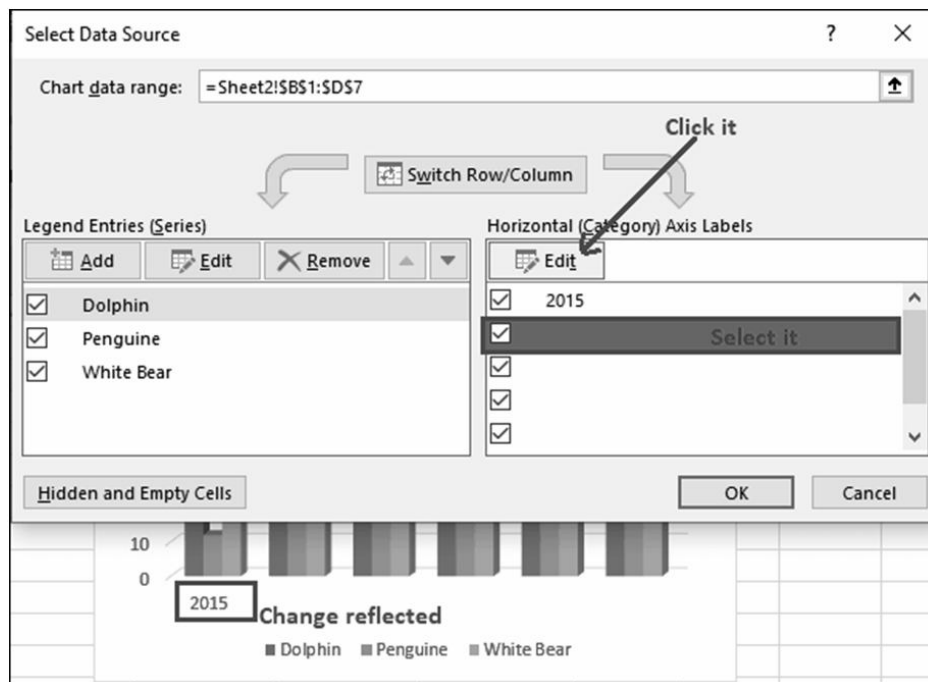 Select Data Source ?
Chart data range: =Sheet2!$B$1:$D$7
Click it
Switch Row/Column
Legend Entries (Series)
Horizontal (Category) Axis Labels
Add Edit Remove
Edit
Dolphin
Penguine
White Bear
2015
Select it
Hidden and Empty Cells
OK Cancel
10
0
2015
Change reflected
Dolphin Penguine White Bear